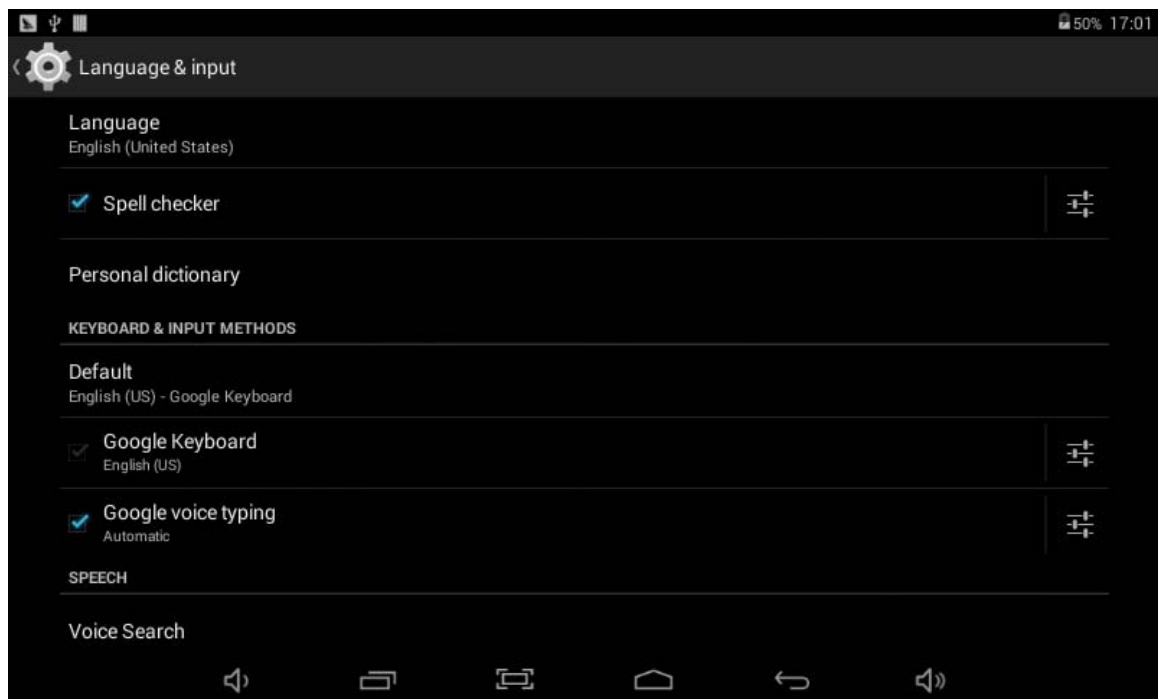 50% 17:01
Language & input
Language
English (United States)
Spell checker
Personal dictionary
KEYBOARD & INPUT METHODS
Default
English (US) - Google Keyboard
Google Keyboard
English (US)
Google voice typing
Automatic
SPEECH
Voice Search